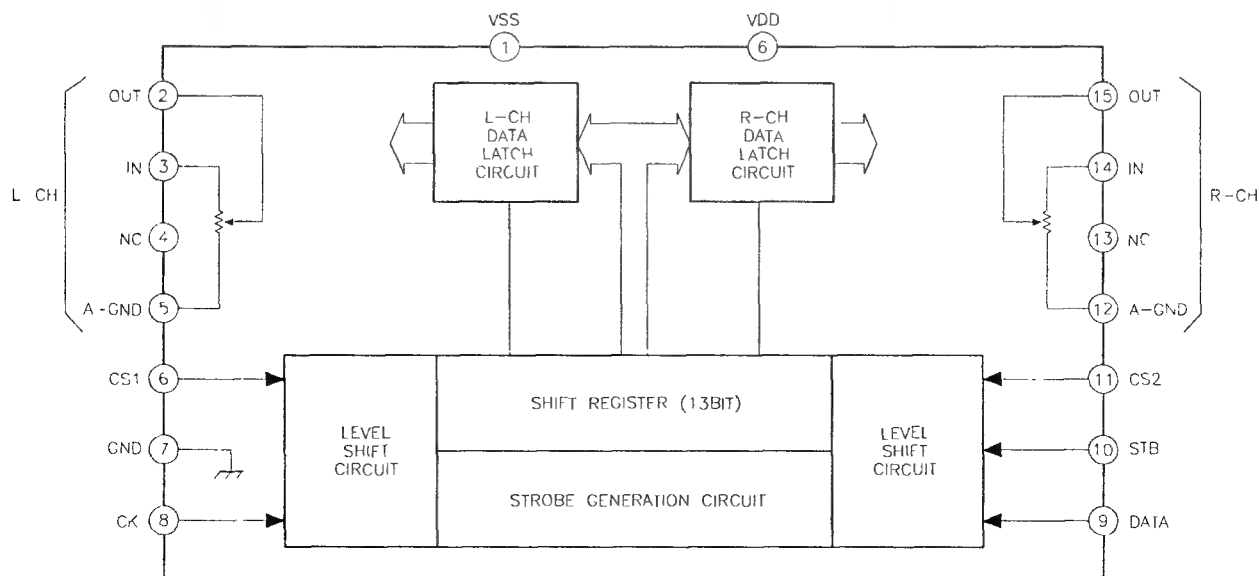 VSS
1
VDD
6
OUT 2
IN 3
L CH
NC 4
A-GND 5
L-CH
DATA
LATCH
CIRCUIT
R-CH
DATA
LATCH
CIRCUIT
15 OUT
14 IN
R-CH
13 NC
12 A-GND
CS1 6
GND 7
CK 8
LEVEL
SHIFT
CIRCUIT
SHIFT REGISTER (13BIT)
STROBE GENERATION CIRCUIT
LEVEL
SHIFT
CIRCUIT
11 CS2
10 STB
9 DATA